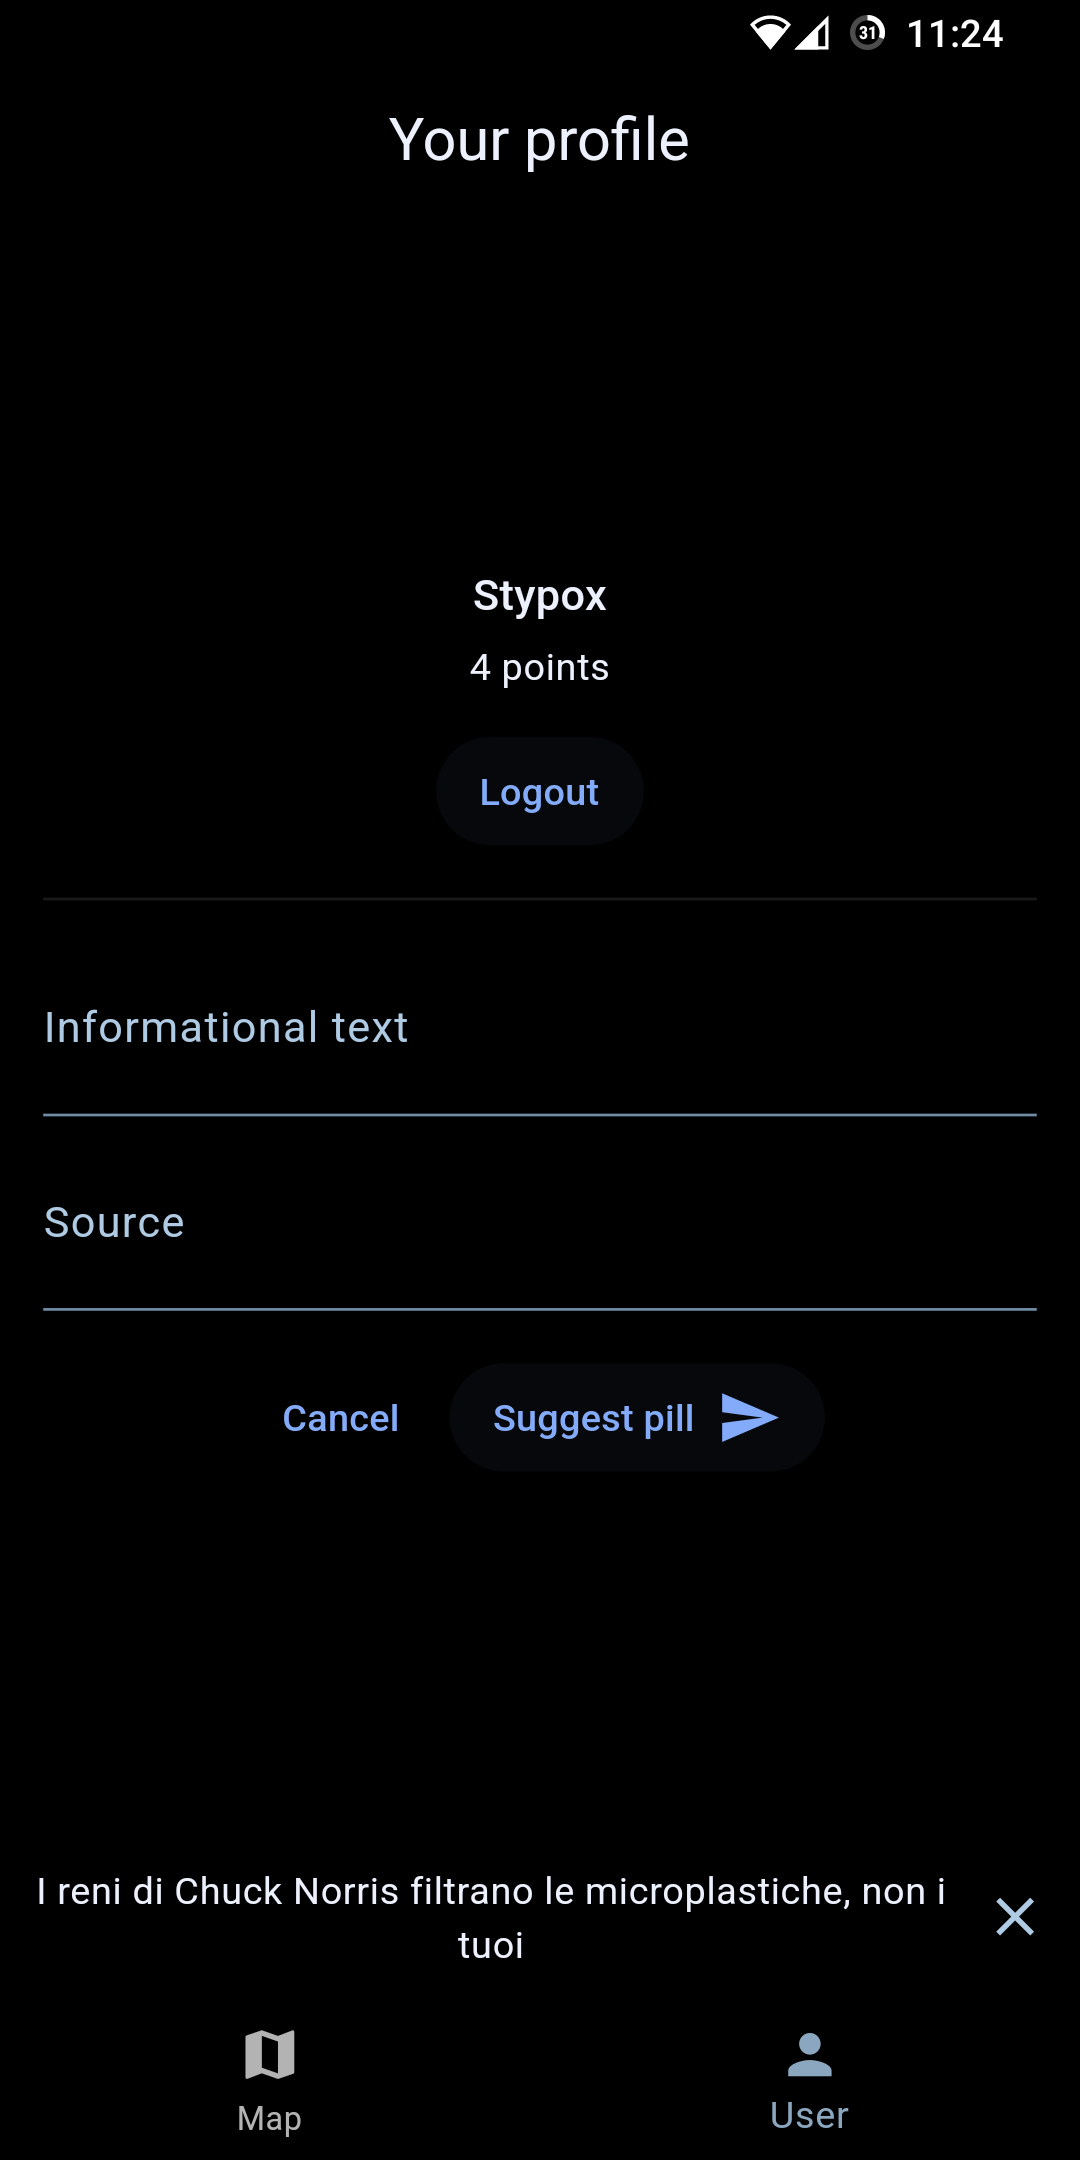 31 11:24
Your profile
Stypox
4 points
Logout
Informational text
Source
Cancel Suggest pill
I reni di Chuck Norris filtrano le microplastiche, non i
tuoi
Map User